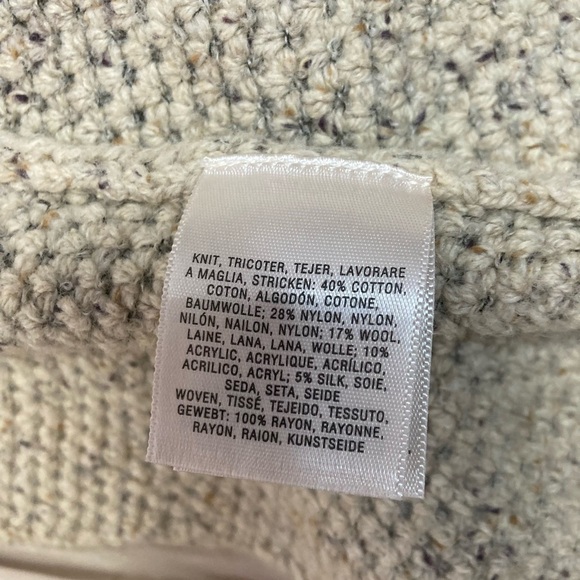 KNIT, TRICOTER, TEJER, LAVORARE
A MAGLIA, STRICKEN: 40% COTTON,
COTON, ALGODÓN, COTONE,
BAUMWOLLE; 28% NYLON, NYLON,
NILÓN, NAILON, NYLON; 17% WOOL,
LAINE, LANA, LANA, WOLLE; 10%
ACRYLIC, ACRYLIQUE, ACRÍLICO,
ACRILICO, ACRYL; 5% SILK, SOIE,
SEDA, SETA, SEIDE
WOVEN, TISSÉ, TEJEIDO, TESSUTO,
GEWEBT: 100% RAYON, RAYONNE,
RAYON, RAION, KUNSTSEIDE